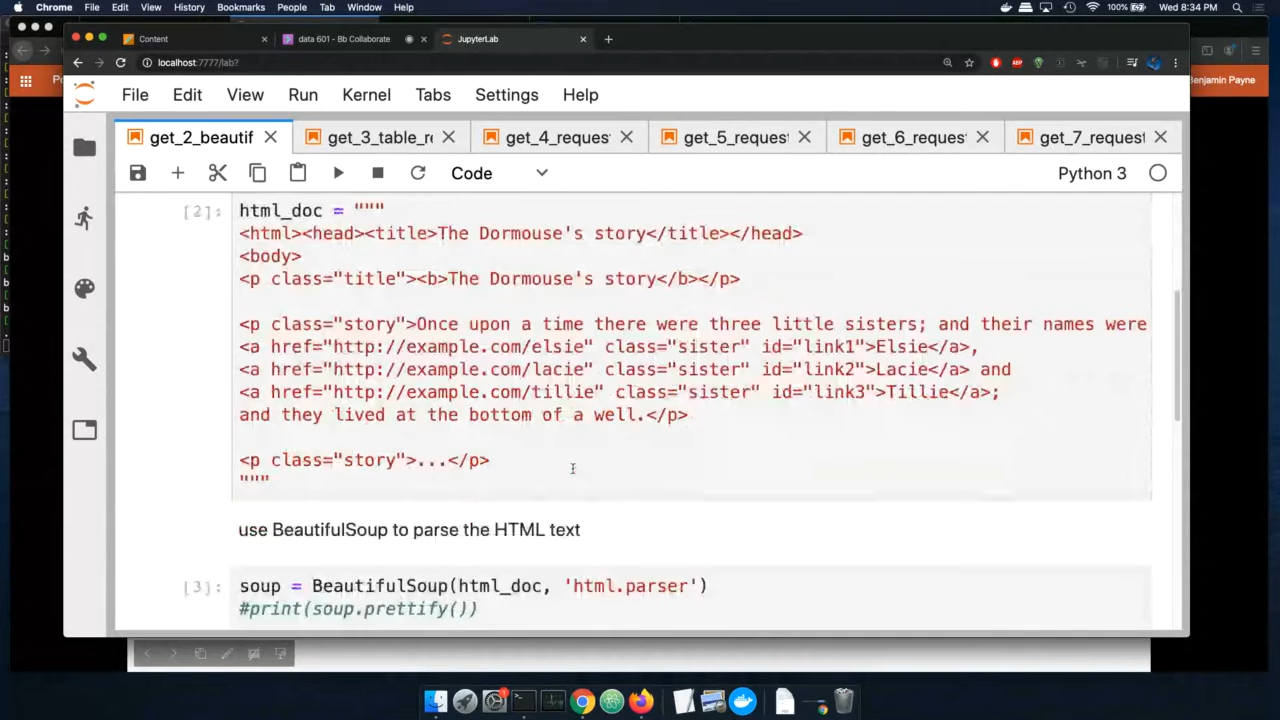 Chrome File Edit View History Bookmarks People Tab Window Help 100% Wed 8:34 PM
Content data 601 - Bb Collaborate JupyterLab
localhost:7777/lab?
enjamin Payne
File Edit View Run Kernel Tabs Settings Help
get_2_beautif get_3_table_re get_4_request get_5_request get_6_request get_7_request
Code Python 3
[2]: html_doc = """
<html><head><title>The Dormouse's story</title></head>
<body>
<p class="title"><b>The Dormouse's story</b></p>
<p class="story">Once upon a time there were three little sisters; and their names were
<a href="http://example.com/elsie" class="sister" id="link1">Elsie</a>,
<a href="http://example.com/lacie" class="sister" id="link2">Lacie</a> and
<a href="http://example.com/tillie" class="sister" id="link3">Tillie</a>;
and they lived at the bottom of a well.</p>
<p class="story">...</p>
"""
use BeautifulSoup to parse the HTML text
[3]: soup = BeautifulSoup(html_doc, 'html.parser')
#print(soup.prettify())